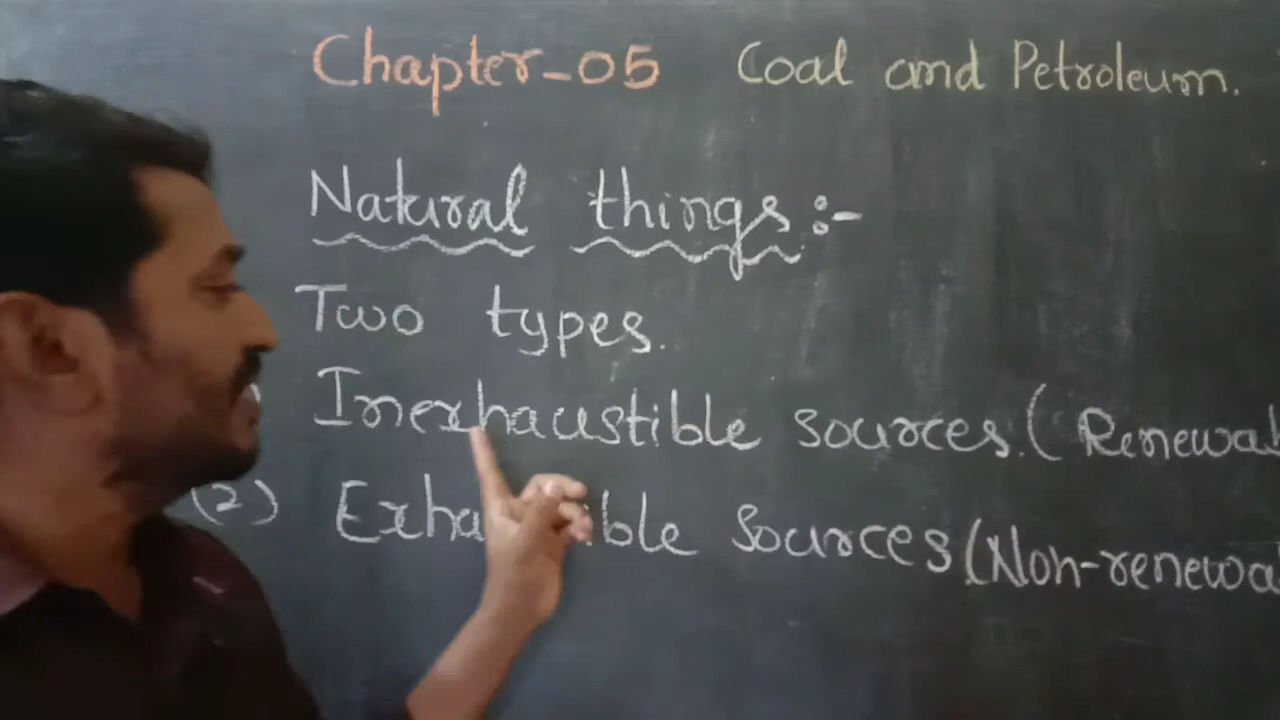 Chapter-05 Coal and Petroleum.
Natural things:-
Two types.
Inexhaustible sources. (Renewab
(2) Exha ible Sources (Non-renewa